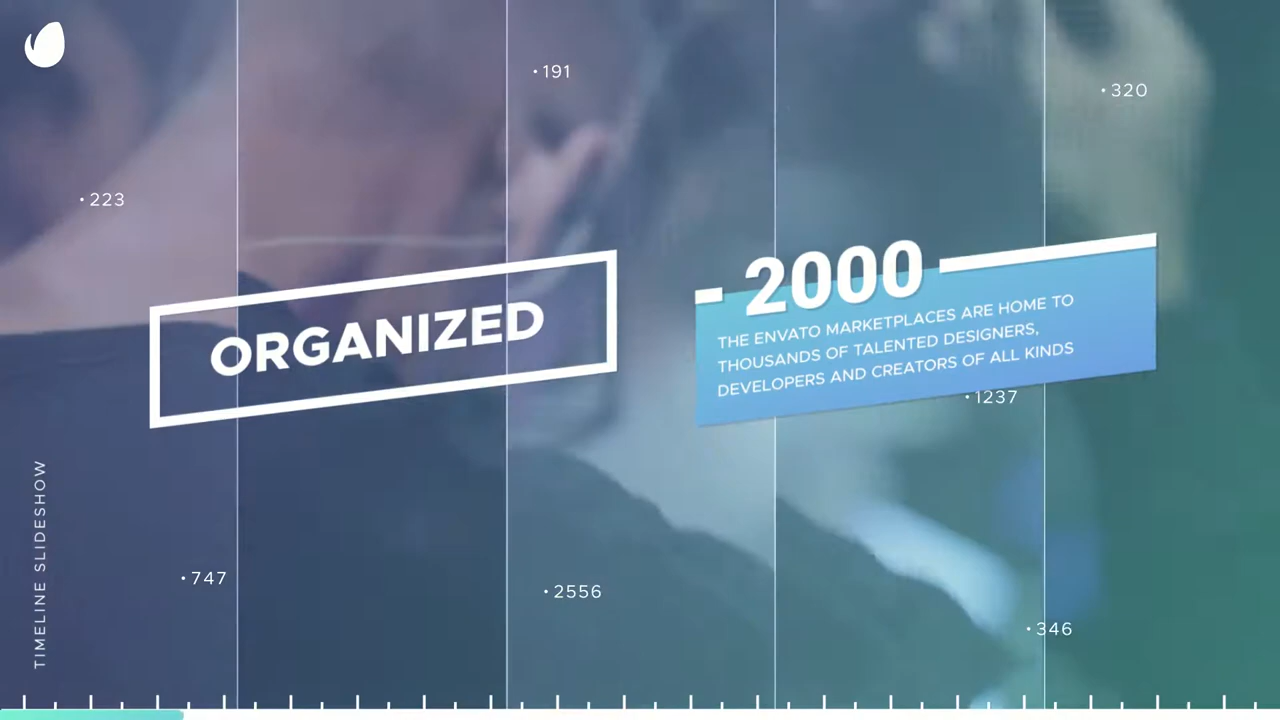 • 191
• 320
• 223
ORGANIZED
- 2000
THE ENVATO MARKETPLACES ARE HOME TO
THOUSANDS OF TALENTED DESIGNERS,
DEVELOPERS AND CREATORS OF ALL KINDS
• 1237
TIMELINE SLIDESHOW
• 747
• 2556
• 346